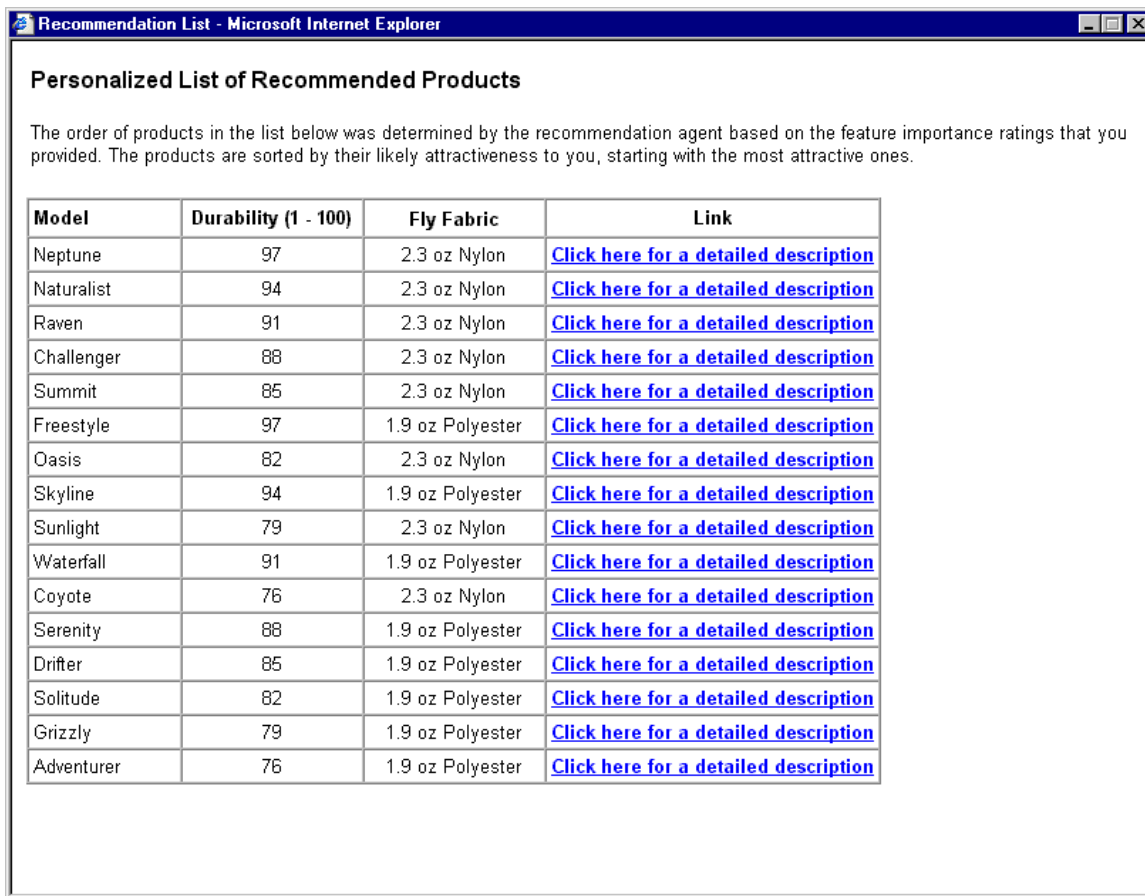 Recommendation List - Microsoft Internet Explorer
Personalized List of Recommended Products
The order of products in the list below was determined by the recommendation agent based on the feature importance ratings that you
provided. The products are sorted by their likely attractiveness to you, starting with the most attractive ones.
Model Durability (1 - 100) Fly Fabric Link
Neptune 97 2.3 oz Nylon Click here for a detailed description
Naturalist 94 2.3 oz Nylon Click here for a detailed description
Raven 91 2.3 oz Nylon Click here for a detailed description
Challenger 88 2.3 oz Nylon Click here for a detailed description
Summit 85 2.3 oz Nylon Click here for a detailed description
Freestyle 97 1.9 oz Polyester Click here for a detailed description
Oasis 82 2.3 oz Nylon Click here for a detailed description
Skyline 94 1.9 oz Polyester Click here for a detailed description
Sunlight 79 2.3 oz Nylon Click here for a detailed description
Waterfall 91 1.9 oz Polyester Click here for a detailed description
Coyote 76 2.3 oz Nylon Click here for a detailed description
Serenity 88 1.9 oz Polyester Click here for a detailed description
Drifter 85 1.9 oz Polyester Click here for a detailed description
Solitude 82 1.9 oz Polyester Click here for a detailed description
Grizzly 79 1.9 oz Polyester Click here for a detailed description
Adventurer 76 1.9 oz Polyester Click here for a detailed description